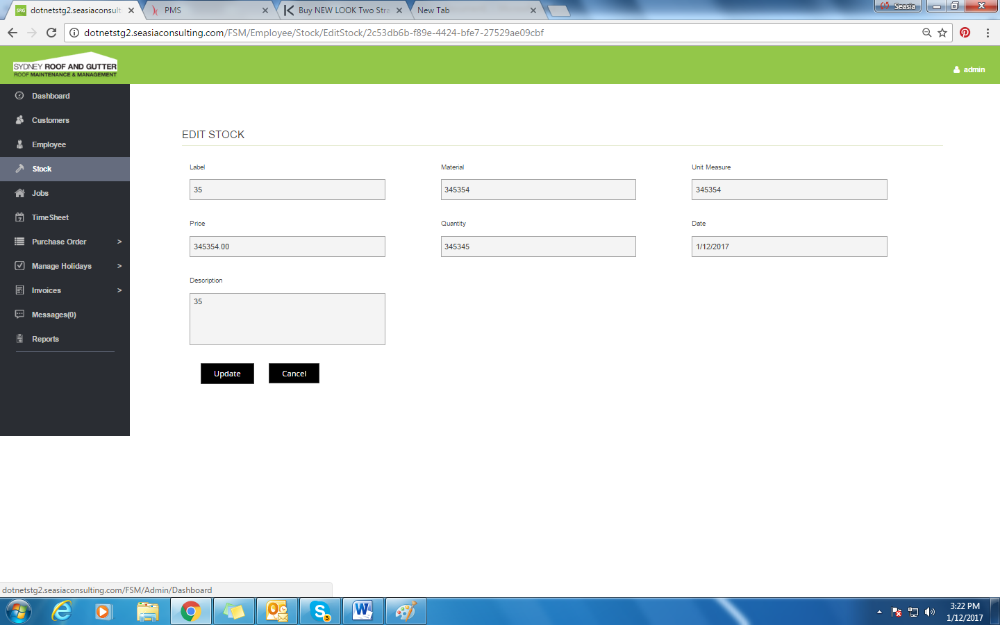 SRG dotnetstg2.seasiaconsult
PMS
Buy NEW LOOK Two Stra
New Tab
Seasia
dotnetstg2.seasiaconsulting.com/FSM/Employee/Stock/EditStock/2c53db6b-f89e-4424-bfe7-27529ae09cbf
SYDNEY ROOF AND GUTTER
ROOF MAINTENANCE & MANAGEMENT
admin
Dashboard
Customers
Employee
Stock
Jobs
TimeSheet
Purchase Order >
Manage Holidays >
Invoices >
Messages(0)
Reports
EDIT STOCK
Label Material Unit Measure
35 345354 345354
Price Quantity Date
345354.00 345345 1/12/2017
Description
35
Update Cancel
dotnetstg2.seasiaconsulting.com/FSM/Admin/Dashboard
3
3:22 PM
1/12/2017